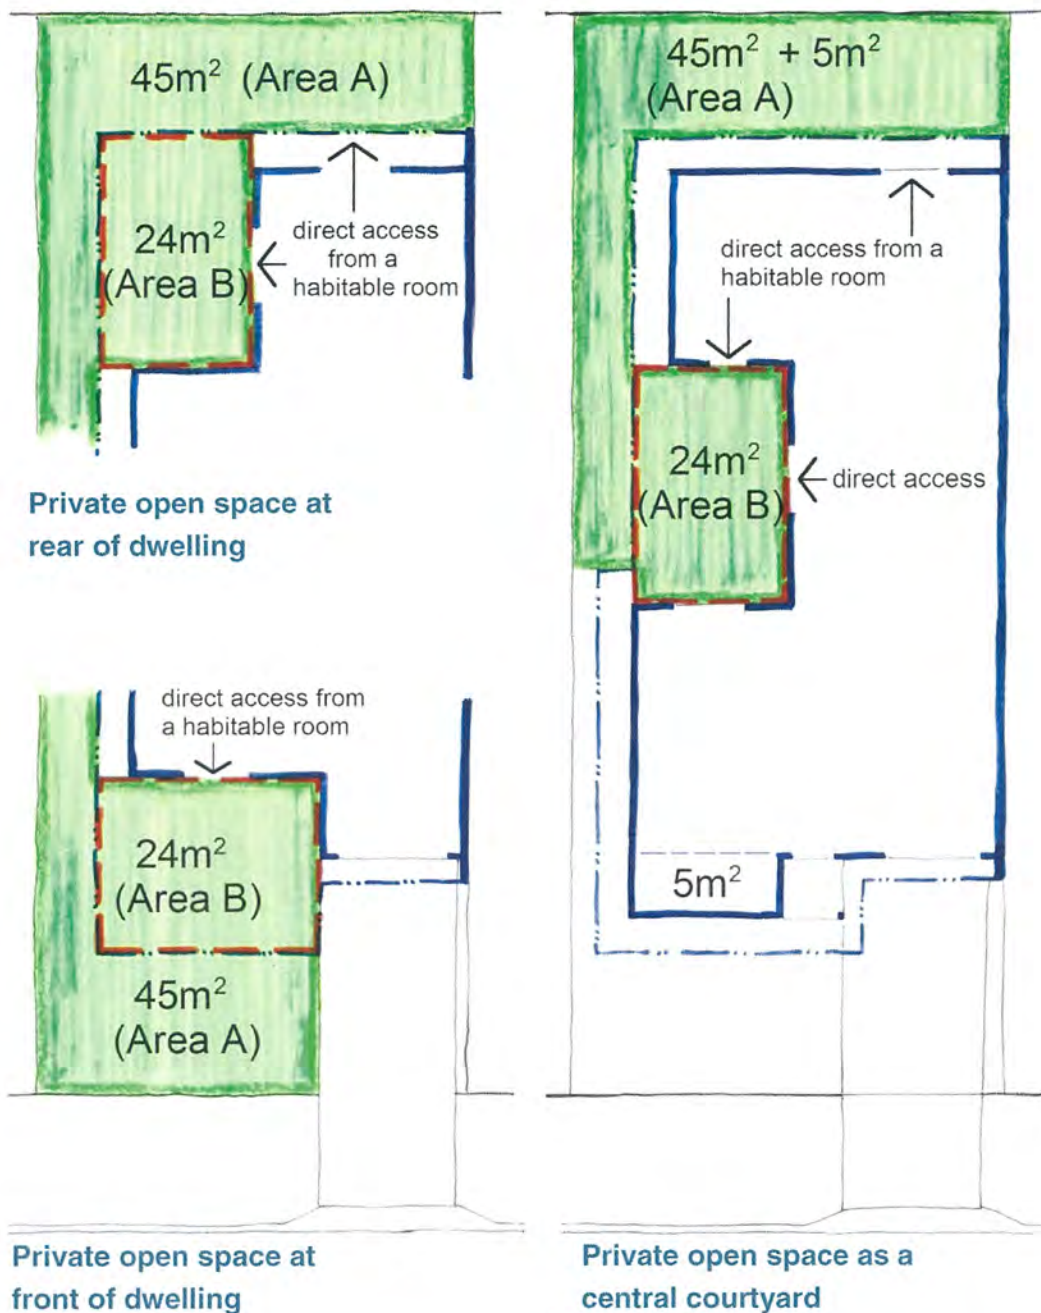 45m² (Area A)
24m²
(Area B)
direct access
from a
habitable room
Private open space at
rear of dwelling
direct access from
a habitable room
24m²
(Area B)
45m²
(Area A)
Private open space at
front of dwelling
45m² + 5m²
(Area A)
direct access from a
habitable room
24m²
(Area B)
direct access
5m²
Private open space as a
central courtyard